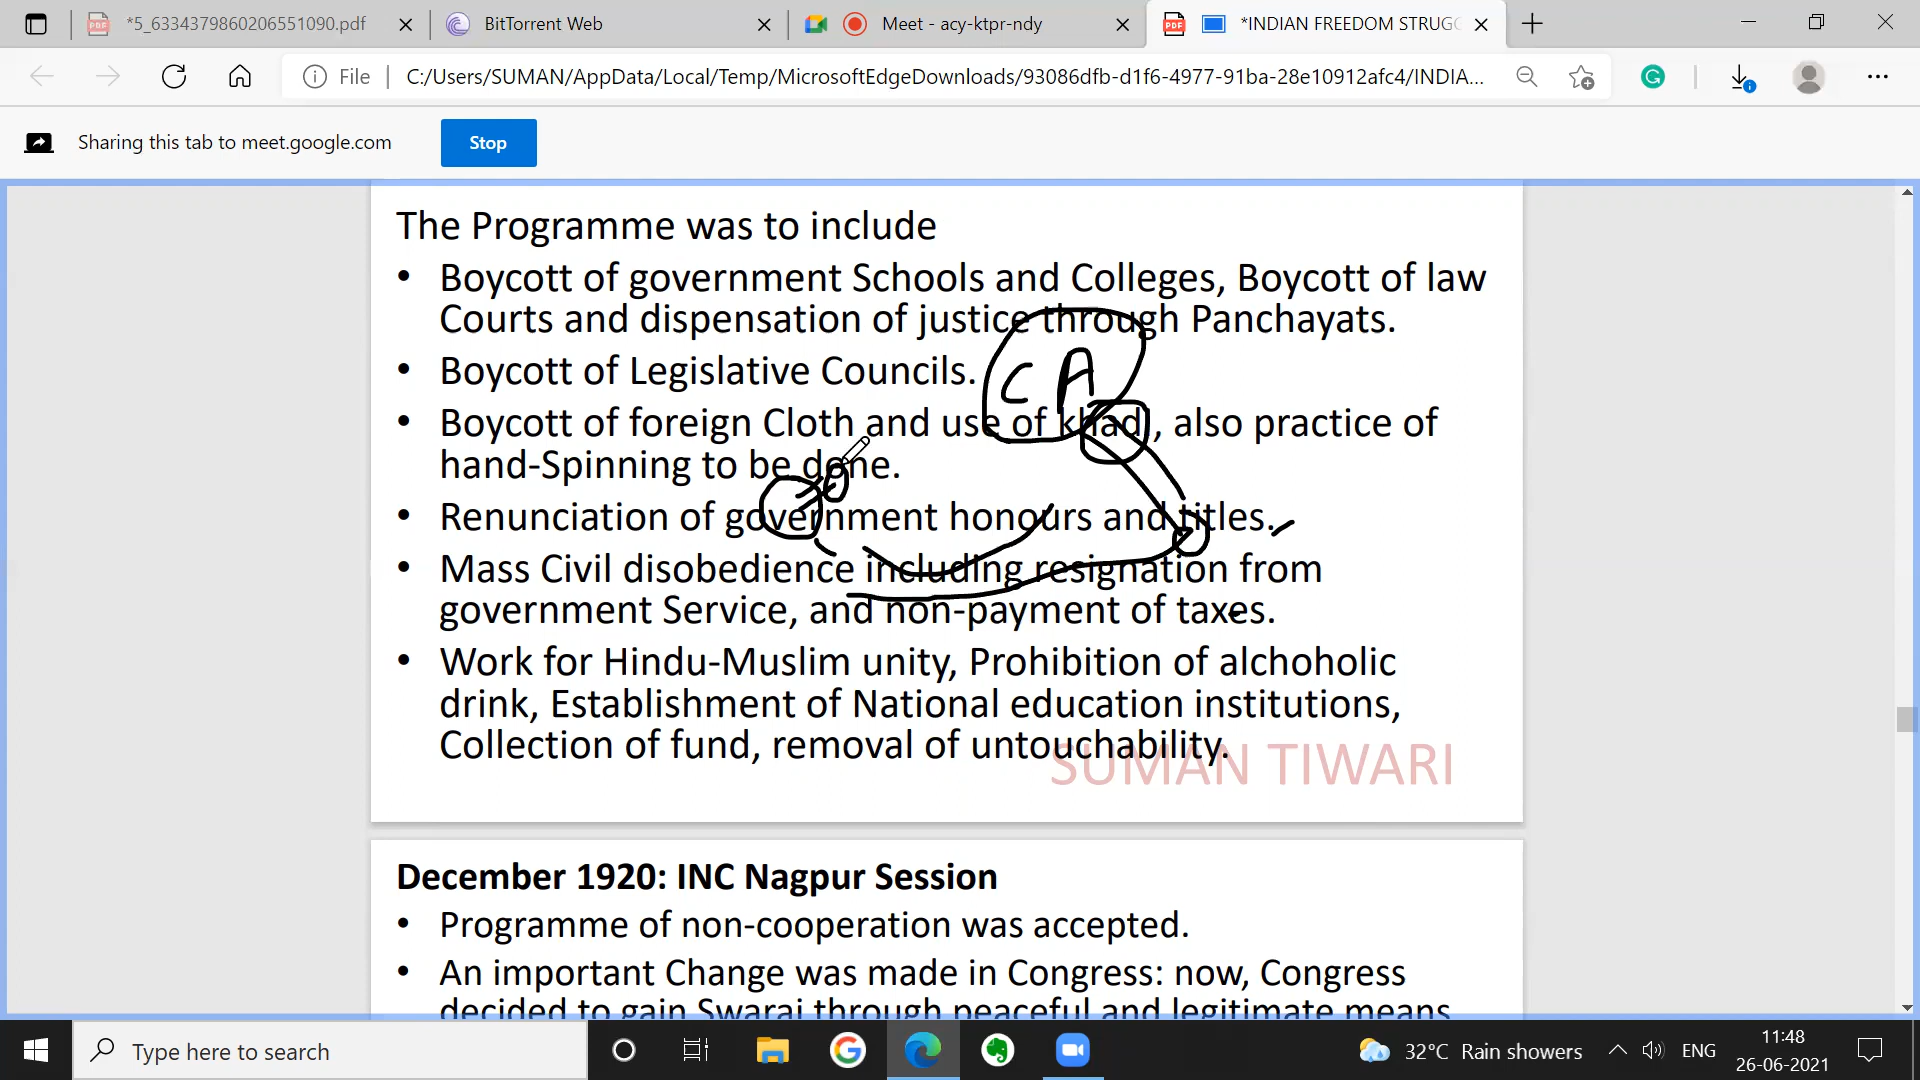 *5_6334379860206551090.pdf
BitTorrent Web
Meet - acy-ktpr-ndy
*INDIAN FREEDOM STRUGG
File
C:/Users/SUMAN/AppData/Local/Temp/MicrosoftEdgeDownloads/93086dfb-d1f6-4977-91ba-28e10912afc4/INDIA...
Sharing this tab to meet.google.com
Stop
The Programme was to include
• Boycott of government Schools and Colleges, Boycott of law
Courts and dispensation of justice through Panchayats.
• Boycott of Legislative Councils.
C A
• Boycott of foreign Cloth and use of khadi, also practice of
hand-Spinning to be done.
• Renunciation of government honours and titles.
• Mass Civil disobedience including resignation from
government Service, and non-payment of taxes.
• Work for Hindu-Muslim unity, Prohibition of alchoholic
drink, Establishment of National education institutions,
Collection of fund, removal of untouchability.
SUMAN TIWARI
December 1920: INC Nagpur Session
• Programme of non-cooperation was accepted.
• An important Change was made in Congress: now, Congress
decided to gain Swaraj through peaceful and legitimate means
Type here to search
32°C Rain showers
ENG
11:48
26-06-2021